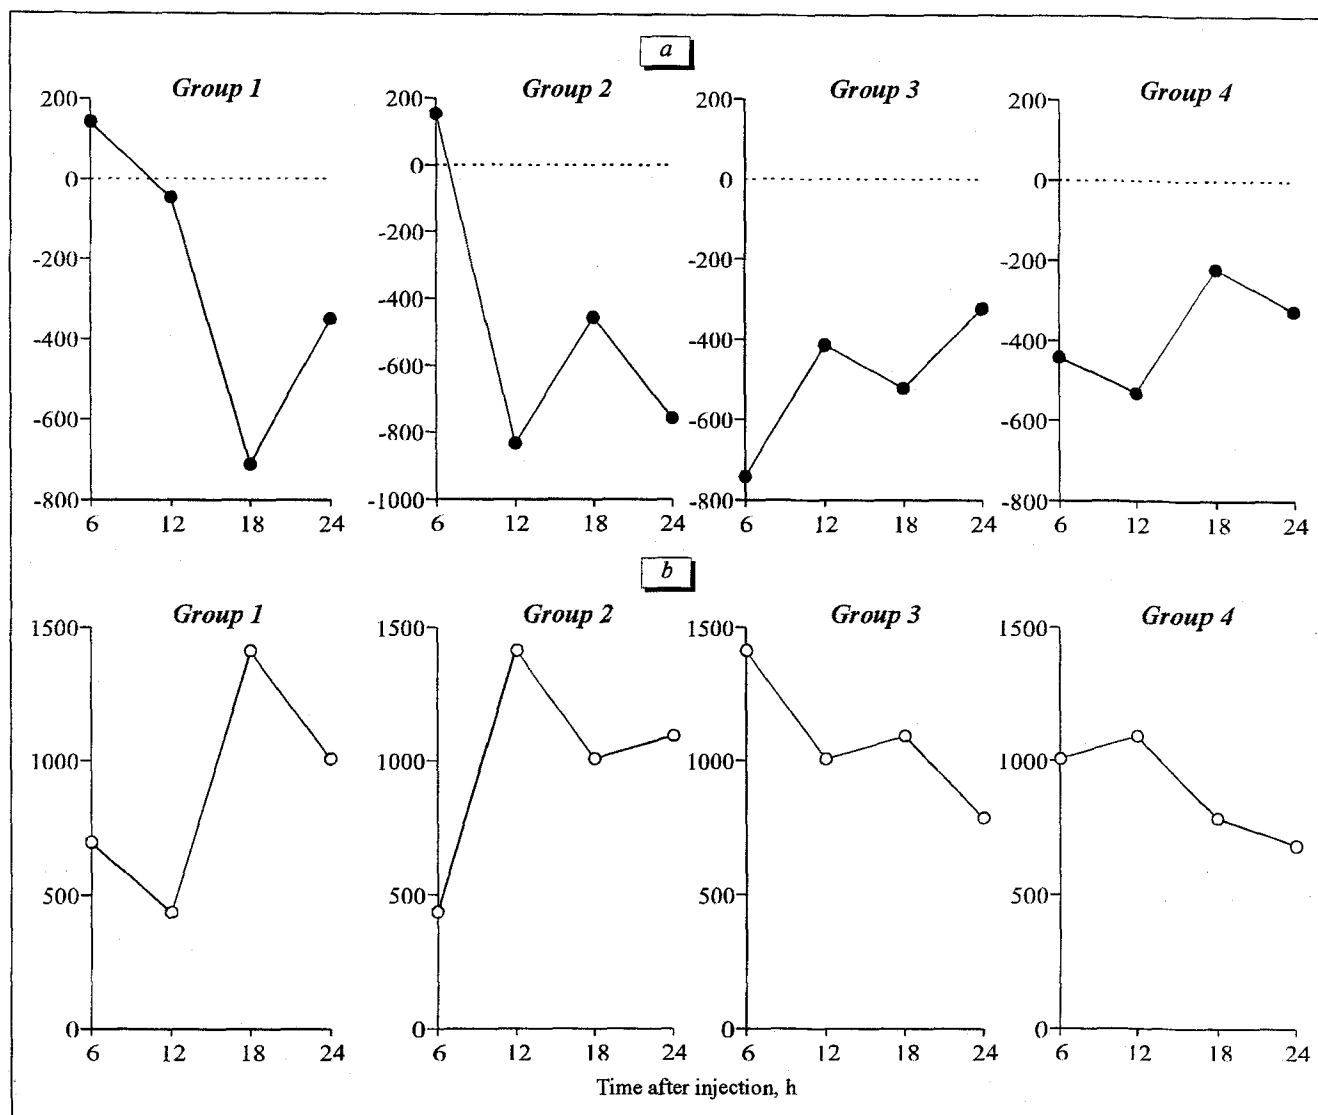 a
Group 1 Group 2 Group 3 Group 4
200 200 200 200
0 0 0 0
-200 -200 -200 -200
-400 -400 -400 -400
-600 -600 -600 -600
-800 -800 -800 -800
-1000
6 12 18 24 6 12 18 24 6 12 18 24 6 12 18 24
b
Group 1 Group 2 Group 3 Group 4
1500 1500 1500 1500
1000 1000 1000 1000
500 500 500 500
0 0 0 0
6 12 18 24 6 12 18 24 6 12 18 24 6 12 18 24
Time after injection, h